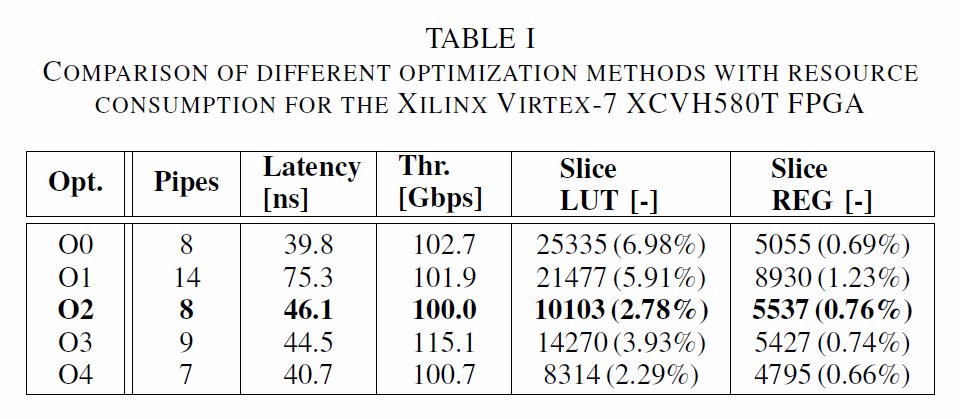 TABLE I
COMPARISON OF DIFFERENT OPTIMIZATION METHODS WITH RESOURCE
CONSUMPTION FOR THE XILINX VIRTEX-7 XCVH580T FPGA
Opt. Pipes Latency [ns] Thr. [Gbps] Slice LUT [-] Slice REG [-]
O0 8 39.8 102.7 25335 (6.98%) 5055 (0.69%)
O1 14 75.3 101.9 21477 (5.91%) 8930 (1.23%)
O2 8 46.1 100.0 10103 (2.78%) 5537 (0.76%)
O3 9 44.5 115.1 14270 (3.93%) 5427 (0.74%)
O4 7 40.7 100.7 8314 (2.29%) 4795 (0.66%)